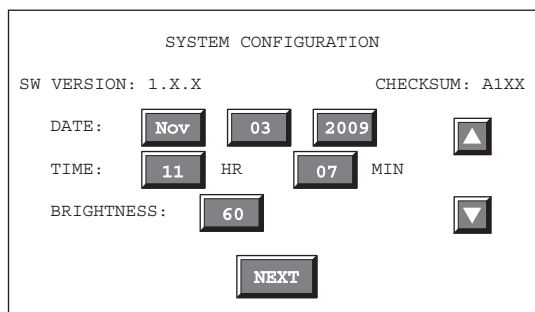 SYSTEM CONFIGURATION
SW VERSION: 1.X.X CHECKSUM: A1XX
DATE: Nov 03 2009
TIME: 11 HR 07 MIN
BRIGHTNESS: 60
NEXT